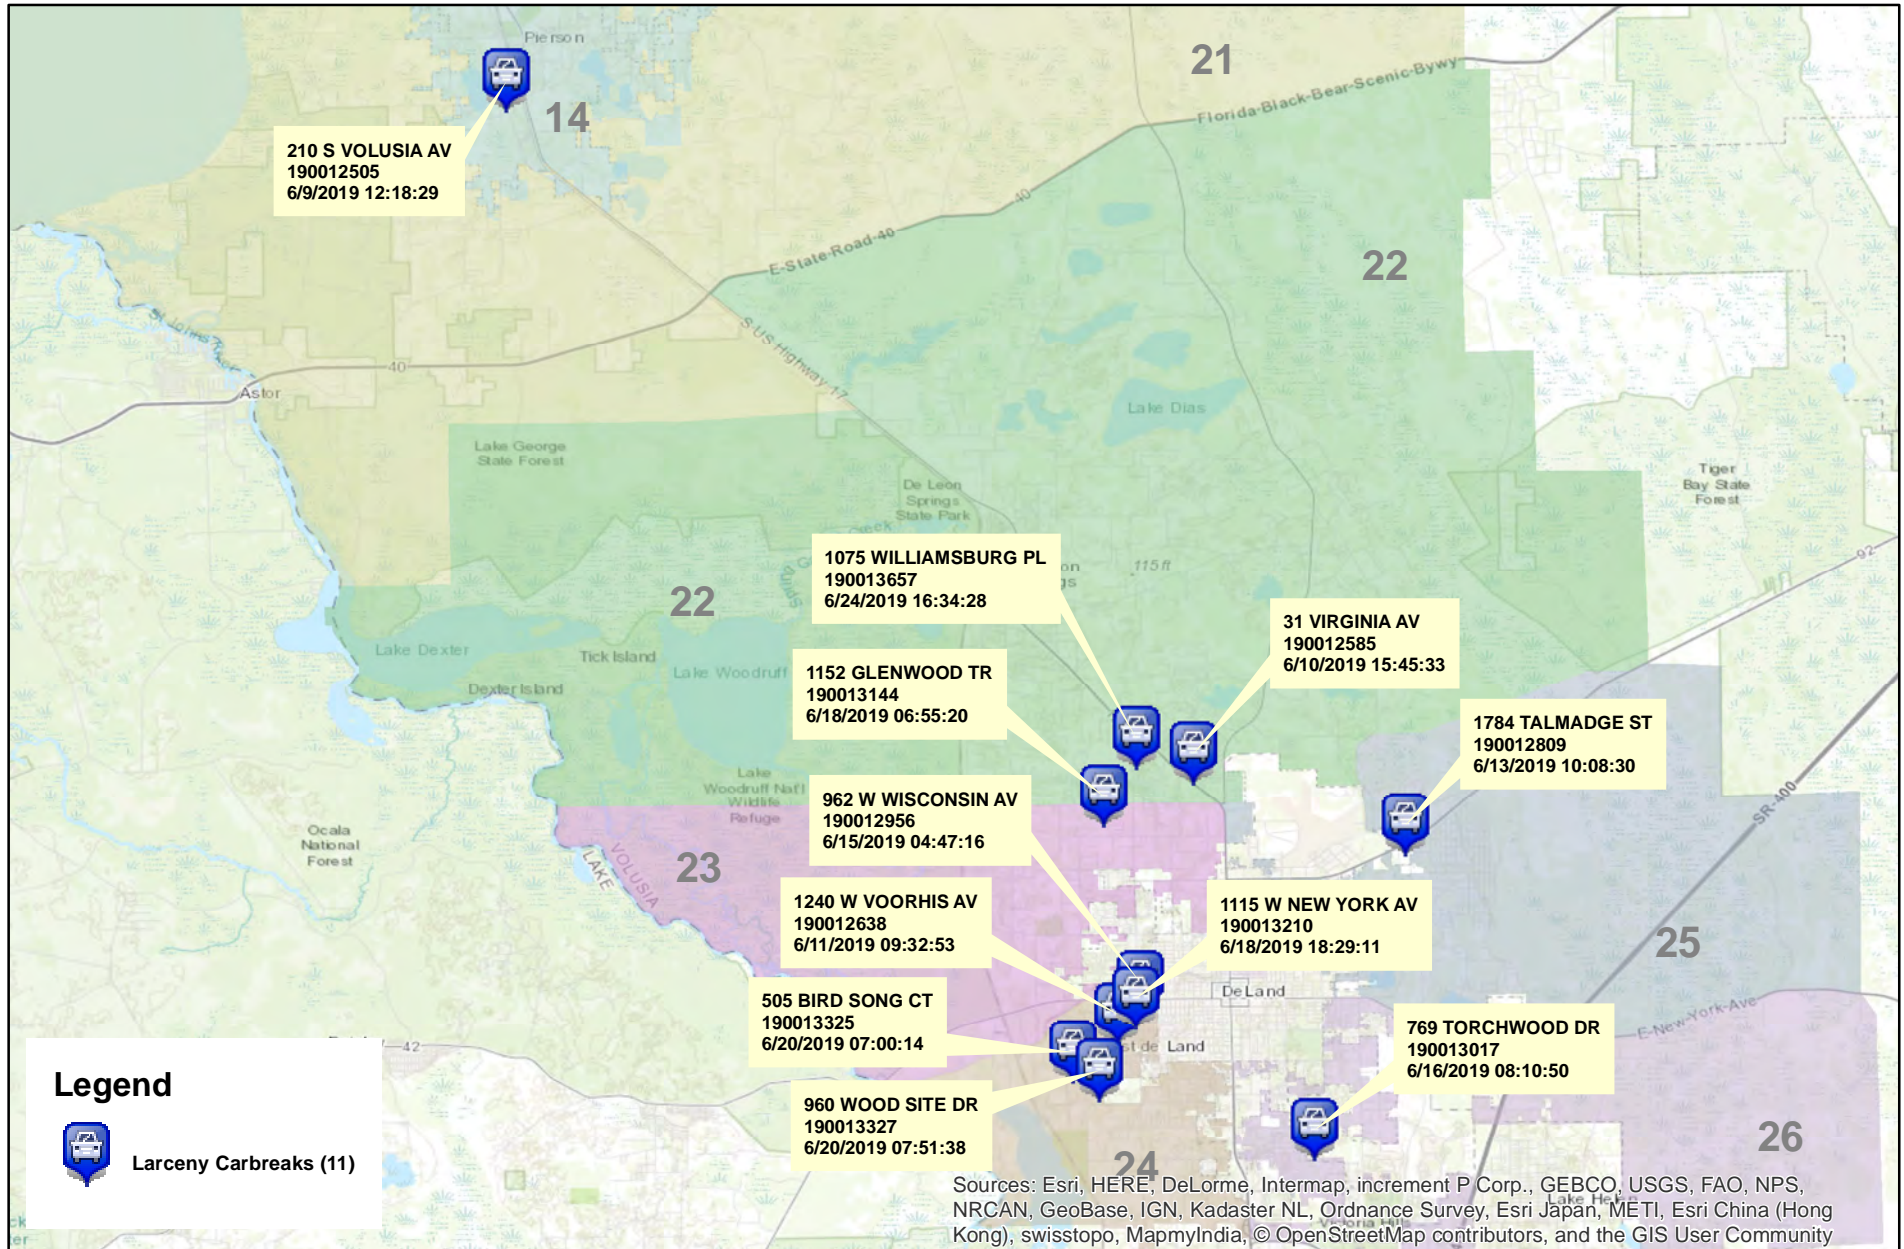 Pierson
21
14
Florida-Black-Bear-Scenic-Bywy
210 S VOLUSIA AV
190012505
6/9/2019 12:18:29
40
E-State-Road-40
22
St Johns
S-US Highway-17
40
Astor
Lake Dias
Lake George
State Forest
De Leon
Springs
State Park
Tiger
Bay State
Forest
Creek
92
1075 WILLIAMSBURG PL
190013657
6/24/2019 16:34:28
115 ft
22
31 VIRGINIA AV
190012585
6/10/2019 15:45:33
Lake Dexter
Tick Island
Lake Woodruff
Dexter Island
1152 GLENWOOD TR
190013144
6/18/2019 06:55:20
1784 TALMADGE ST
190012809
6/13/2019 10:08:30
Lake
Woodruff Nat'l
Wildlife
Refuge
962 W WISCONSIN AV
190012956
6/15/2019 04:47:16
SR-400
Ocala
National
Forest
LAKE
VOLUSIA
23
1240 W VOORHIS AV
190012638
6/11/2019 09:32:53
1115 W NEW YORK AV
190013210
6/18/2019 18:29:11
25
DeLand
505 BIRD SONG CT
190013325
6/20/2019 07:00:14
E-New-York-Ave
769 TORCHWOOD DR
190013017
6/16/2019 08:10:50
42
st de Land
960 WOOD SITE DR
190013327
6/20/2019 07:51:38
26
24
Legend
Larceny Carbreaks (11)
Lake Helen
Sources: Esri, HERE, DeLorme, Intermap, increment P Corp., GEBCO, USGS, FAO, NPS,
NRCAN, GeoBase, IGN, Kadaster NL, Ordnance Survey, Esri Japan, METI, Esri China (Hong
Kong), swisstopo, MapmyIndia, © OpenStreetMap contributors, and the GIS User Community